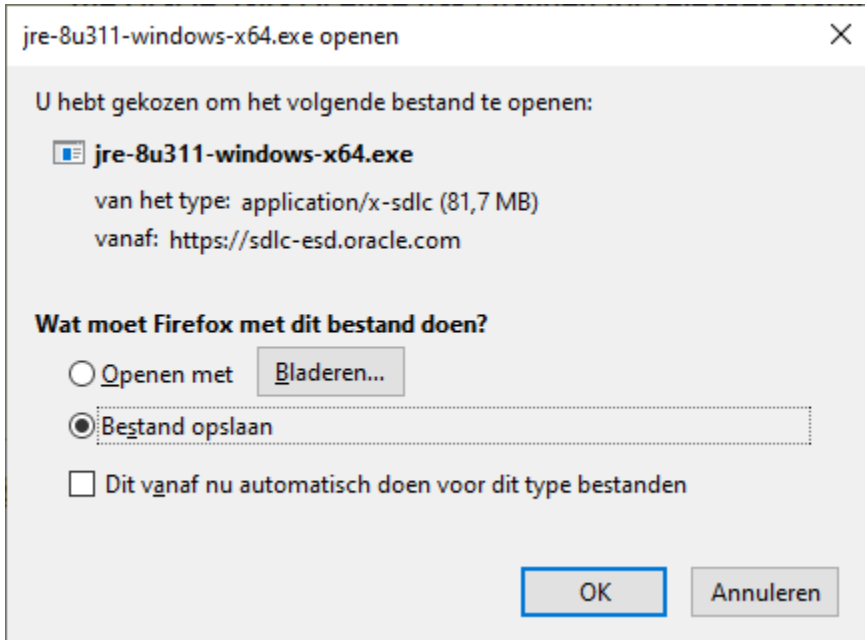 jre-8u311-windows-x64.exe openen
U hebt gekozen om het volgende bestand te openen:
jre-8u311-windows-x64.exe
van het type: application/x-sdlc (81,7 MB)
vanaf: https://sdlc-esd.oracle.com
Wat moet Firefox met dit bestand doen?
Openen met Bladeren...
Bestand opslaan
Dit vanaf nu automatisch doen voor dit type bestanden
OK Annuleren